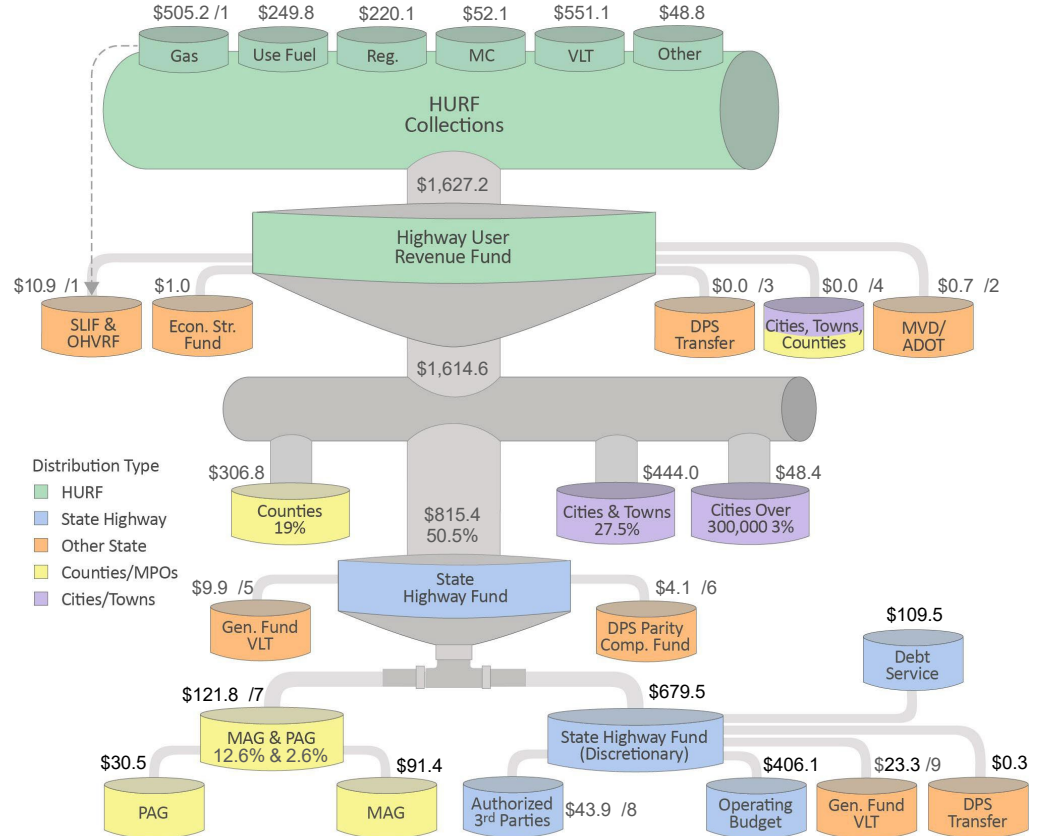 $505.2 /1
$249.8
$220.1
$52.1
$551.1
$48.8
Gas
Use Fuel
Reg.
MC
VLT
Other
HURF
Collections
$1,627.2
Highway User
Revenue Fund
$10.9 /1
$1.0
$0.0 /3
$0.0 /4
$0.7 /2
SLIF &
OHVRF
Econ. Str.
Fund
DPS
Transfer
Cities, Towns,
Counties
MVD/
ADOT
$1,614.6
Distribution Type
HURF
State Highway
Other State
Counties/MPOs
Cities/Towns
$306.8
Counties
19%
$815.4
50.5%
$444.0
Cities & Towns
27.5%
$48.4
Cities Over
300,000 3%
State
Highway Fund
$9.9 /5
Gen. Fund
VLT
$4.1 /6
DPS Parity
Comp. Fund
$109.5
Debt
Service
$121.8 /7
MAG & PAG
12.6% & 2.6%
$679.5
State Highway Fund
(Discretionary)
$30.5
PAG
$91.4
MAG
Authorized
3rd Parties
$43.9 /8
$406.1
Operating
Budget
$23.3 /9
Gen. Fund
VLT
$0.3
DPS
Transfer